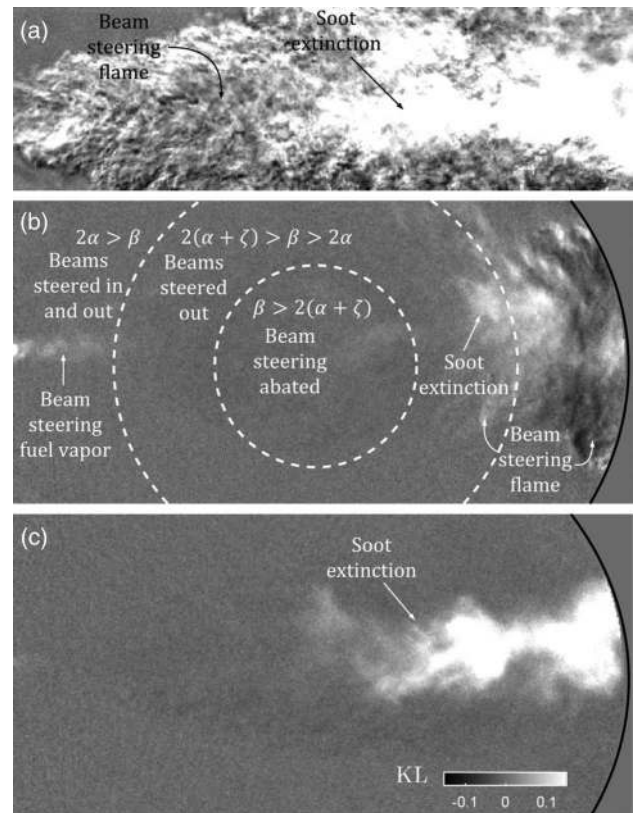 (a)
Beam
steering
flame
Soot
extinction
(b)
2α > β
Beams
steered in
and out
2(α + ζ) > β > 2α
Beams
steered
out
β > 2(α + ζ)
Beam
steering
abated
Soot
extinction
Beam
steering
fuel vapor
Beam
steering
flame
(c)
Soot
extinction
KL
-0.1 0 0.1